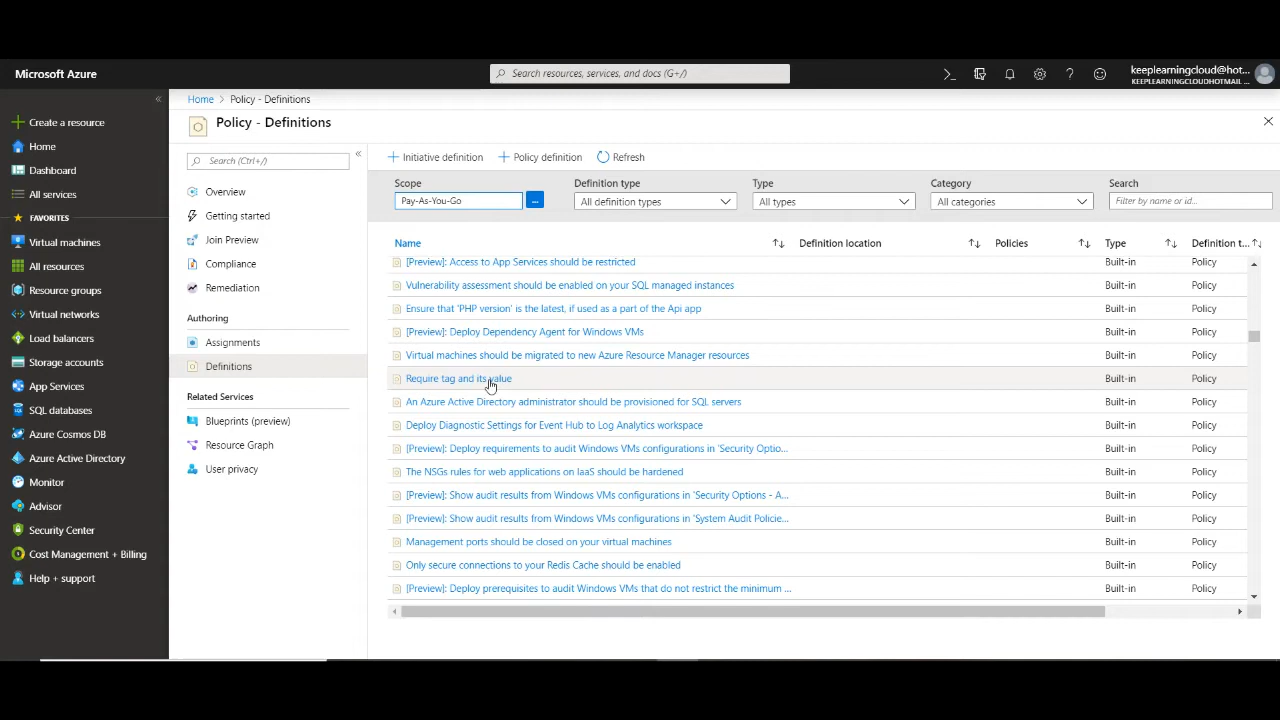 Microsoft Azure
Search resources, services, and docs (G+/)
keeplearningcloud@hot...
KEEPLEARNINGCLOUDHOTMAIL ...
«
Create a resource
Home
Dashboard
All services
FAVORITES
Virtual machines
All resources
Resource groups
Virtual networks
Load balancers
Storage accounts
App Services
SQL databases
Azure Cosmos DB
Azure Active Directory
Monitor
Advisor
Security Center
Cost Management + Billing
Help + support
Home > Policy - Definitions
Policy - Definitions
Search (Ctrl+/)
«
Overview
Getting started
Join Preview
Compliance
Remediation
Authoring
Assignments
Definitions
Related Services
Blueprints (preview)
Resource Graph
User privacy
Initiative definition
Policy definition
Refresh
Scope
Pay-As-You-Go
...
Definition type
All definition types
Type
All types
Category
All categories
Search
Filter by name or id...
Name Definition location Policies Type Definition t...
[Preview]: Access to App Services should be restricted Built-in Policy
Vulnerability assessment should be enabled on your SQL managed instances Built-in Policy
Ensure that 'PHP version' is the latest, if used as a part of the Api app Built-in Policy
[Preview]: Deploy Dependency Agent for Windows VMs Built-in Policy
Virtual machines should be migrated to new Azure Resource Manager resources Built-in Policy
Require tag and its value Built-in Policy
An Azure Active Directory administrator should be provisioned for SQL servers Built-in Policy
Deploy Diagnostic Settings for Event Hub to Log Analytics workspace Built-in Policy
[Preview]: Deploy requirements to audit Windows VMs configurations in 'Security Optio... Built-in Policy
The NSGs rules for web applications on IaaS should be hardened Built-in Policy
[Preview]: Show audit results from Windows VMs configurations in 'Security Options - A... Built-in Policy
[Preview]: Show audit results from Windows VMs configurations in 'System Audit Policie... Built-in Policy
Management ports should be closed on your virtual machines Built-in Policy
Only secure connections to your Redis Cache should be enabled Built-in Policy
[Preview]: Deploy prerequisites to audit Windows VMs that do not restrict the minimum ... Built-in Policy